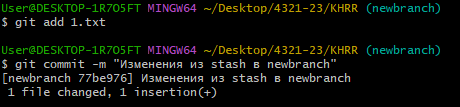 User@DESKTOP-1R7O5FT MINGW64 ~/Desktop/4321-23/KHRR (newbranch)
$ git add 1.txt
User@DESKTOP-1R7O5FT MINGW64 ~/Desktop/4321-23/KHRR (newbranch)
$ git commit -m "Изменения из stash в newbranch"
[newbranch 77be976] Изменения из stash в newbranch
1 file changed, 1 insertion(+)